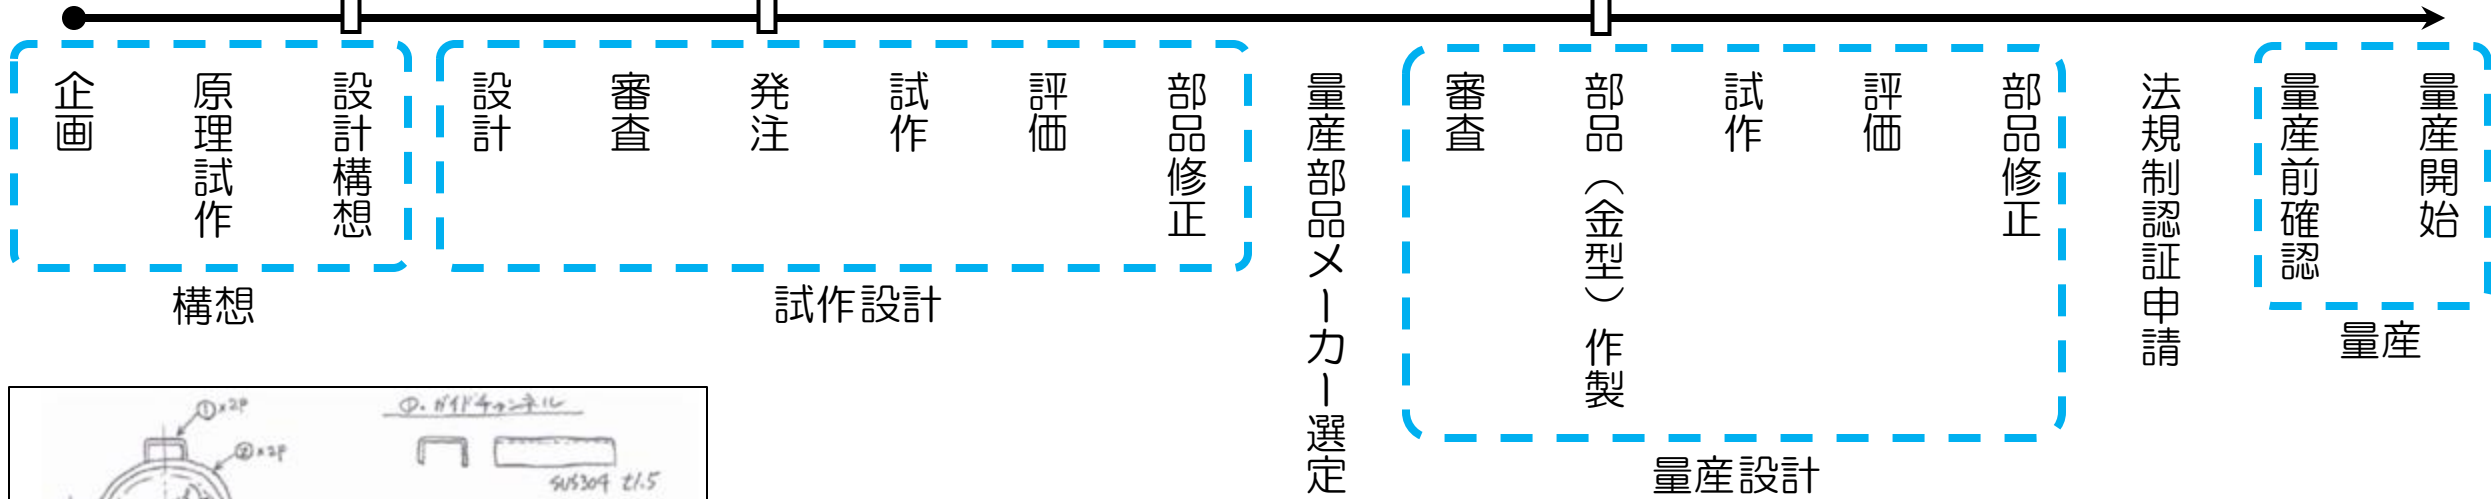 企画
原理試作
設計構想
設計
審査
発注
試作
評価
部品修正
量産部品メーカー選定
審査
部品（金型）作製
試作
評価
部品修正
法規制認証申請
量産前確認
量産開始
構想
試作設計
量産設計
量産
①×2P
②×2P
①. ガイドチャンネル
SUS304 t1.5